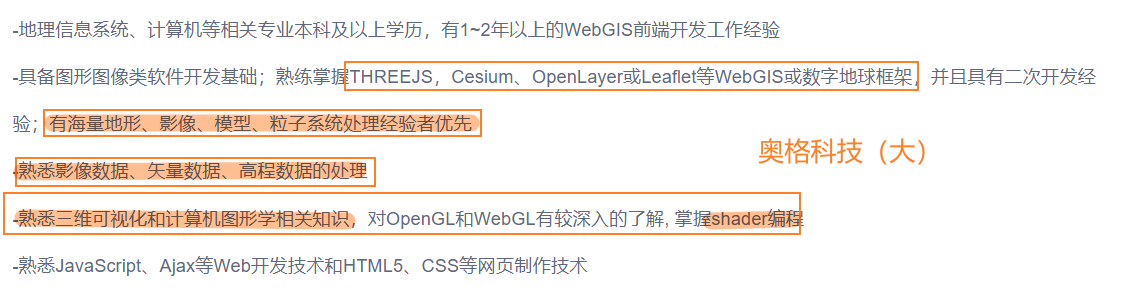 -地理信息系统、计算机等相关专业本科及以上学历，有1~2年以上的WebGIS前端开发工作经验
-具备图形图像类软件开发基础；熟练掌握THREEJS，Cesium、OpenLayer或Leaflet等WebGIS或数字地球框架，并且具有二次开发经
验；有海量地形、影像、模型、粒子系统处理经验者优先
奥格科技（大）
-熟悉影像数据、矢量数据、高程数据的处理
-熟悉三维可视化和计算机图形学相关知识，对OpenGL和WebGL有较深入的了解, 掌握shader编程
-熟悉JavaScript、Ajax等Web开发技术和HTML5、CSS等网页制作技术